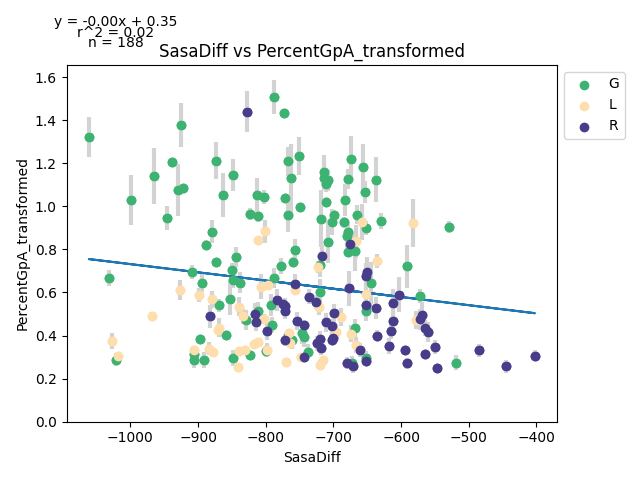 y = -0.00x + 0.35
r^2 = 0.02
n = 188
SasaDiff vs PercentGpA_transformed
G
L
R
PercentGpA_transformed
1.6
1.4
1.2
1.0
0.8
0.6
0.4
0.2
0.0
−1000
−900
−800
−700
−600
−500
−400
SasaDiff